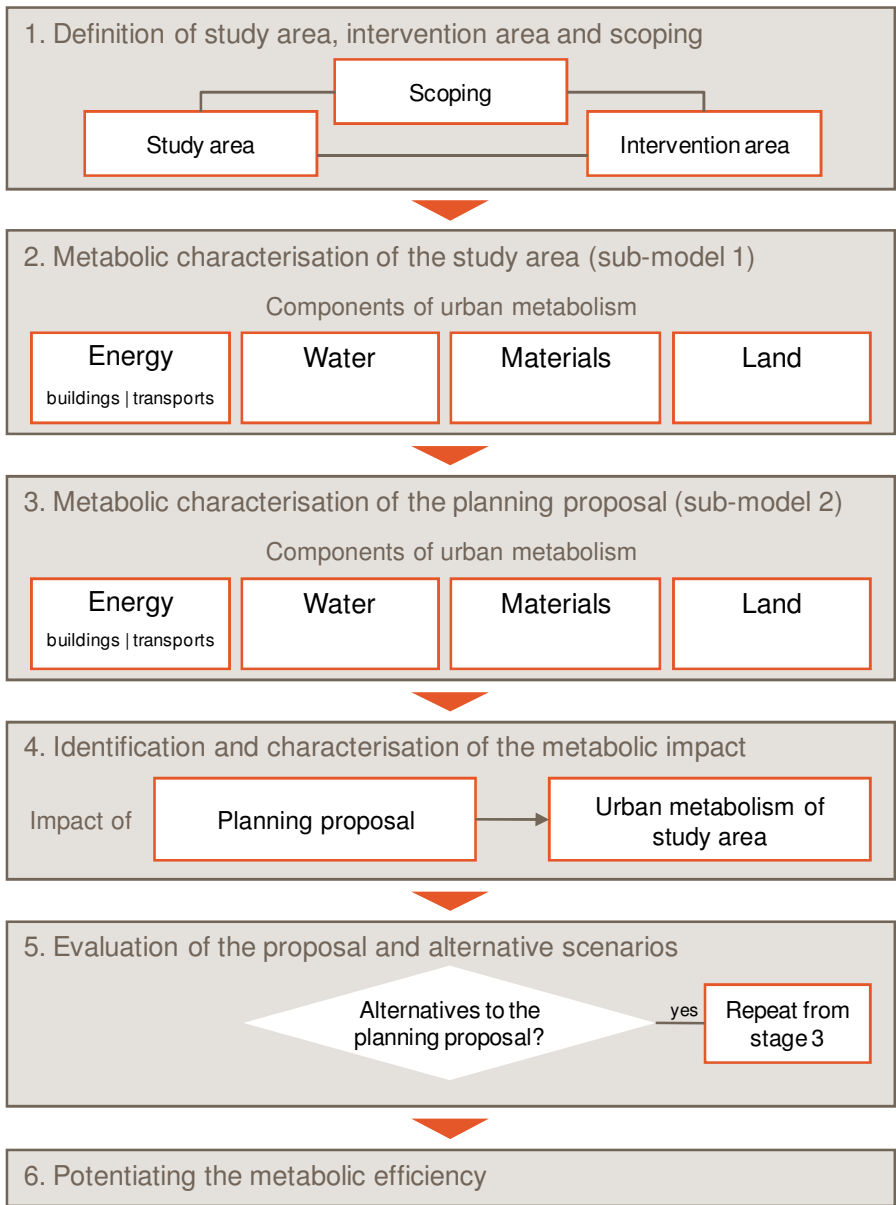 1. Definition of study area, intervention area and scoping
Scoping
Study area
Intervention area
2. Metabolic characterisation of the study area (sub-model 1)
Components of urban metabolism
Energy
buildings | transports
Water
Materials
Land
3. Metabolic characterisation of the planning proposal (sub-model 2)
Components of urban metabolism
Energy
buildings | transports
Water
Materials
Land
4. Identification and characterisation of the metabolic impact
Impact of
Planning proposal
Urban metabolism of
study area
5. Evaluation of the proposal and alternative scenarios
Alternatives to the
planning proposal?
yes
Repeat from
stage 3
6. Potentiating the metabolic efficiency